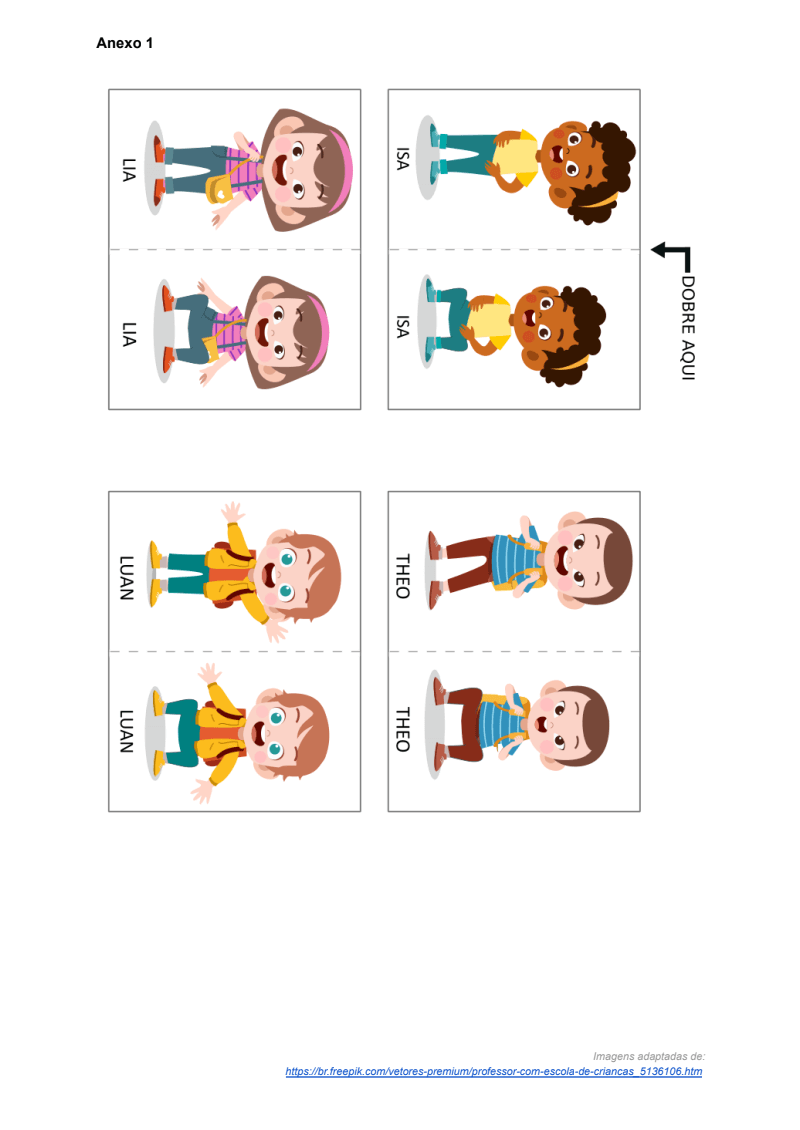 Anexo 1
LIA
ISA
DOBRE AQUI
LIA
ISA
LUAN
THEO
LUAN
THEO
Imagens adaptadas de:
https://br.freepik.com/vetores-premium/professor-com-escola-de-criancas_5136106.htm